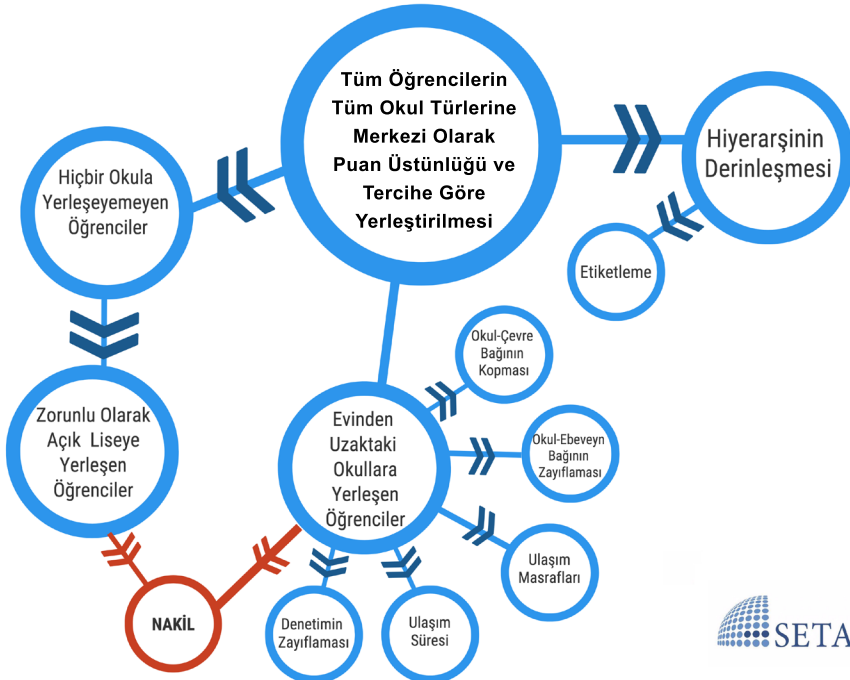 Tüm Öğrencilerin
Tüm Okul Türlerine
Merkezi Olarak
Puan Üstünlüğü ve
Tercihe Göre
Yerleştirilmesi
Hiyerarşinin
Derinleşmesi
Etiketleme
Hiçbir Okula
Yerleşeyemeyen
Öğrenciler
Zorunlu Olarak
Açık Liseye
Yerleşen
Öğrenciler
Evinden
Uzaktaki
Okullara
Yerleşen
Öğrenciler
Okul-Çevre
Bağının
Kopması
Okul-Ebeveyn
Bağının
Zayıflaması
Ulaşım
Masrafları
Ulaşım
Süresi
Denetimin
Zayıflaması
NAKİL
SETA